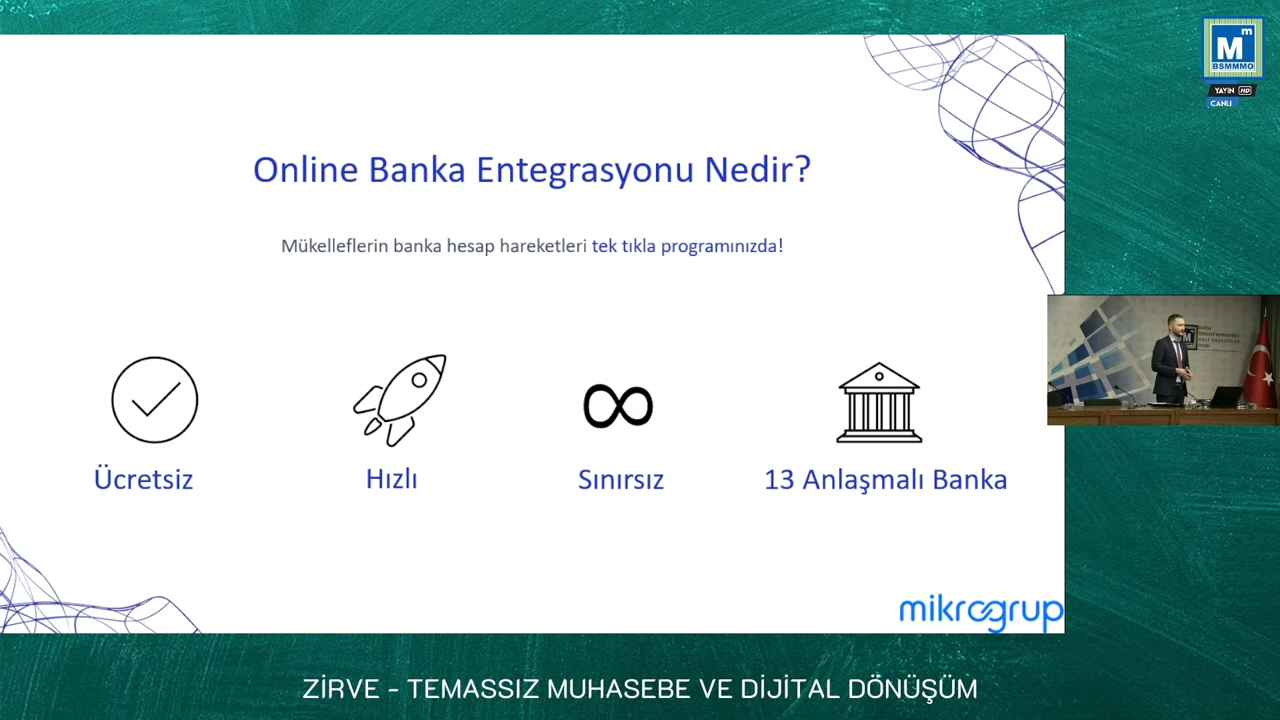 Online Banka Entegrasyonu Nedir?
Mükelleflerin banka hesap hareketleri tek tıkla programınızda!
Ücretsiz
Hızlı
Sınırsız
13 Anlaşmalı Banka
mikrogrup
ZİRVE - TEMASSIZ MUHASEBE VE DİJİTAL DÖNÜŞÜM
Mm
BSMMMO
YAYIN HD
CANLI